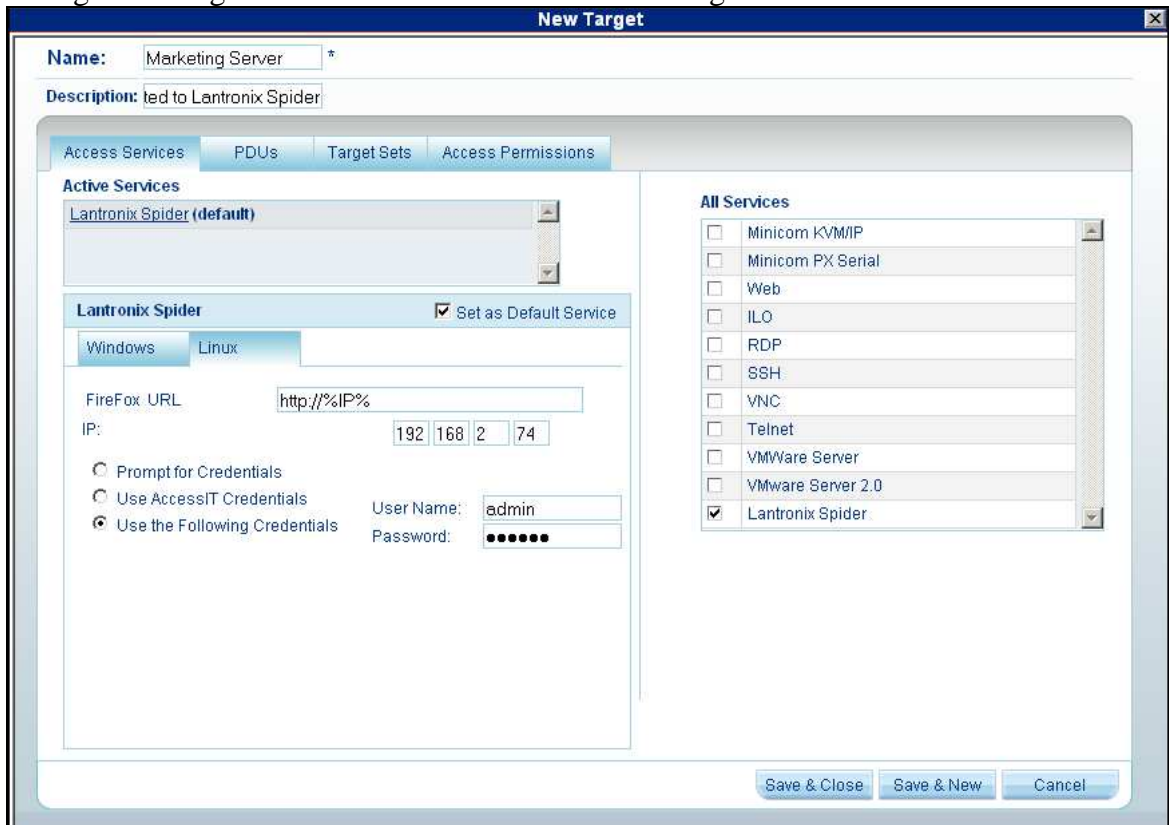 New Target
Name: Marketing Server *
Description: ted to Lantronix Spider
Access Services PDUs Target Sets Access Permissions
Active Services
Lantronix Spider (default)
Lantronix Spider Set as Default Service
Windows Linux
FireFox URL http://%IP%
IP: 192 168 2 74
Prompt for Credentials
Use AccessIT Credentials
Use the Following Credentials
User Name: admin
Password: ●●●●●●
All Services
Minicom KVM/IP
Minicom PX Serial
Web
ILO
RDP
SSH
VNC
Telnet
VMWare Server
VMware Server 2.0
Lantronix Spider
Save & Close Save & New Cancel